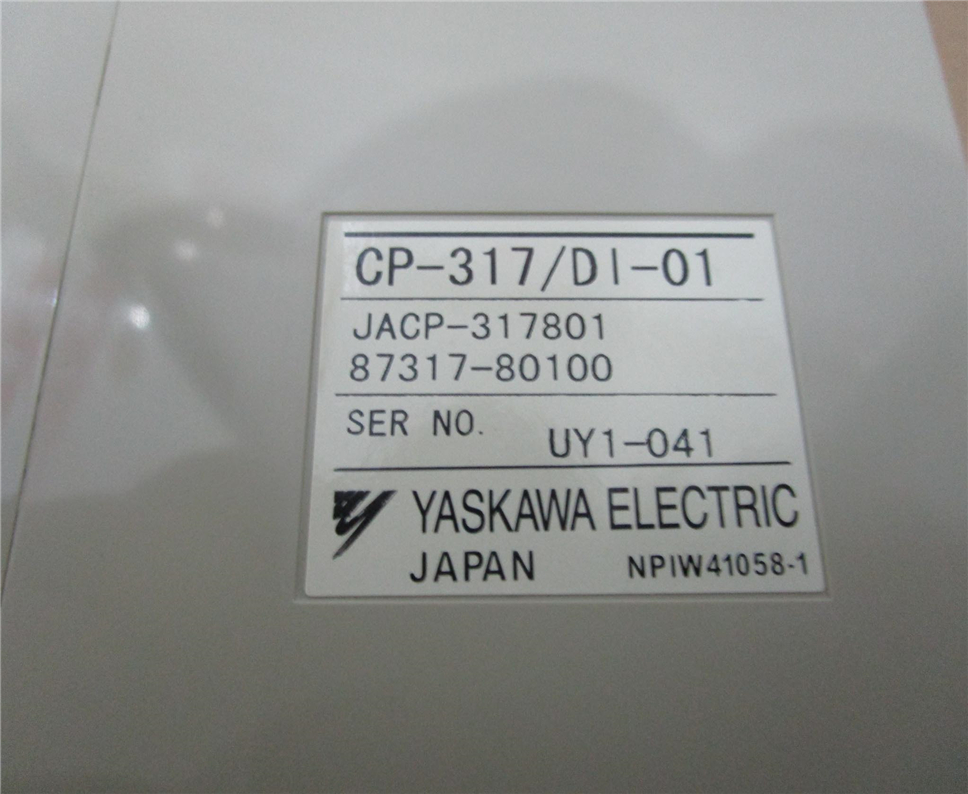 CP-317/DI-01
JACP-317801
87317-80100
SER NO. UY1-041
YASKAWA ELECTRIC
JAPAN NPIW41058-1